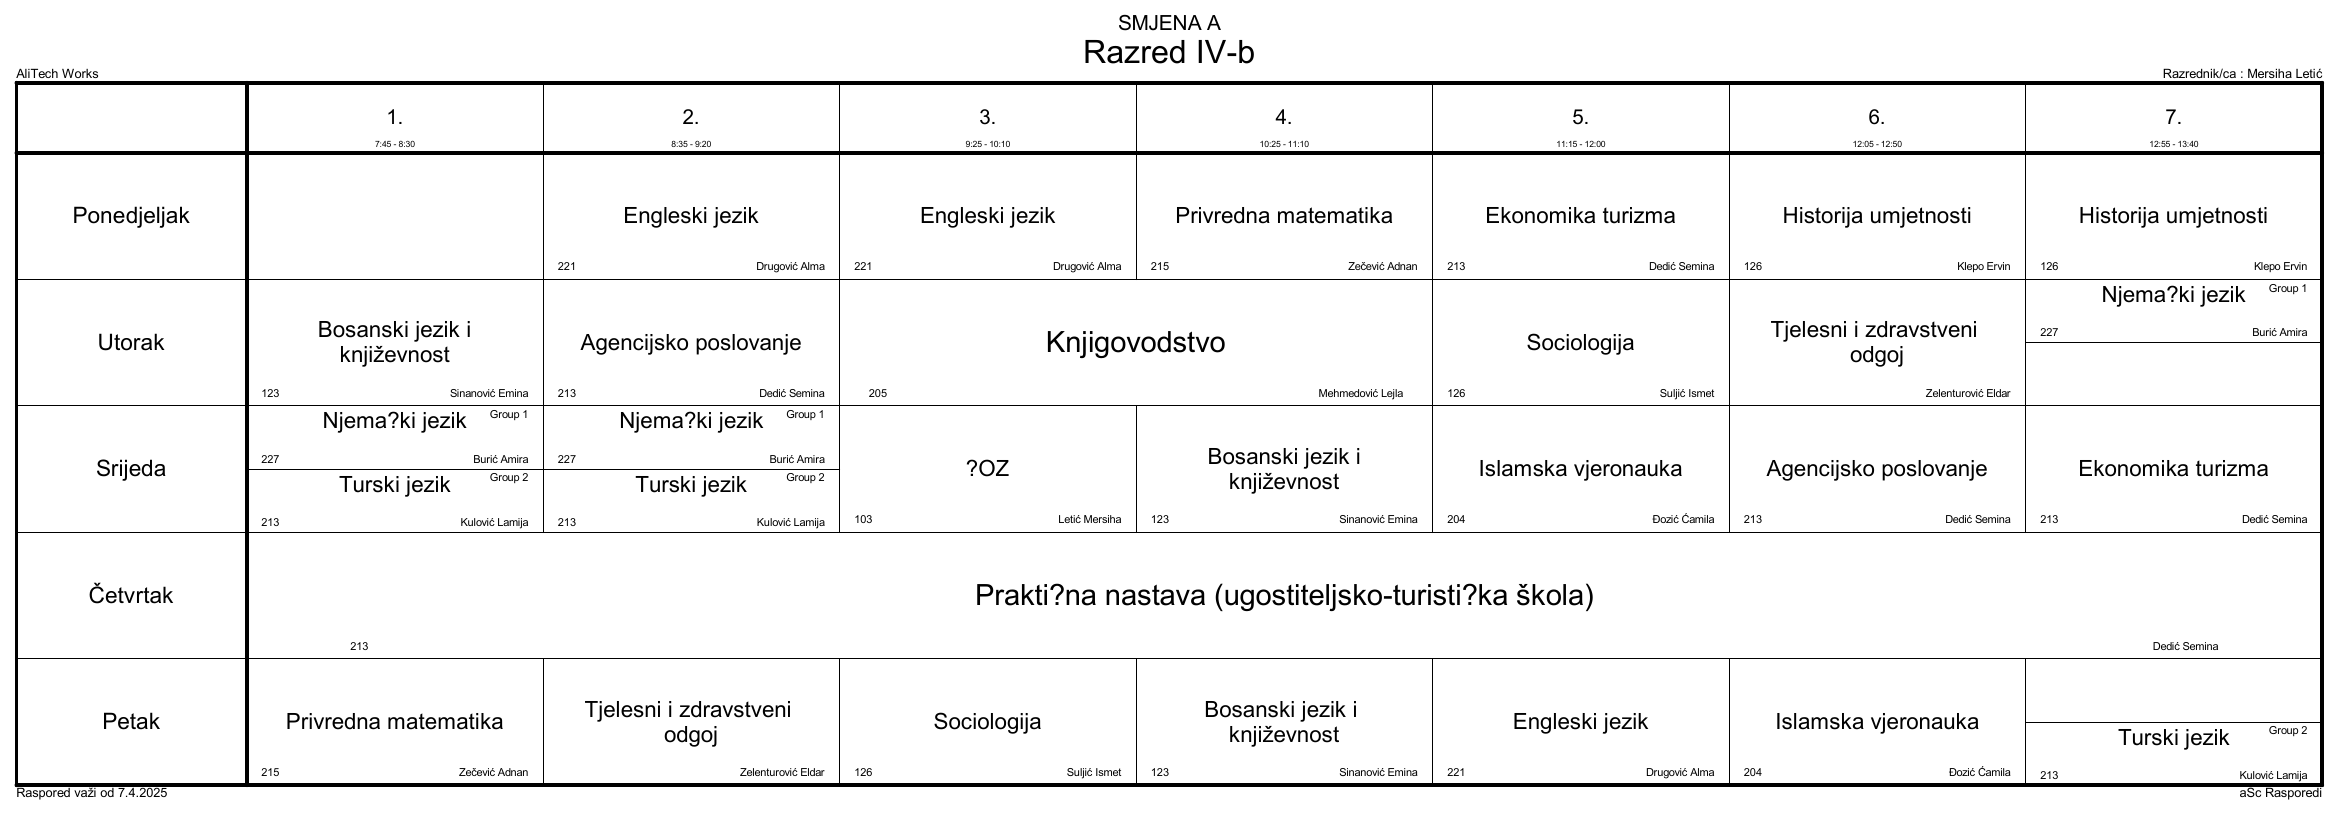 SMJENA A
Razred IV-b
AliTech Works
Razrednik/ca : Mersiha Letić
1.
7:45 - 8:30
2.
8:35 - 9:20
3.
9:25 - 10:10
4.
10:25 - 11:10
5.
11:15 - 12:00
6.
12:05 - 12:50
7.
12:55 - 13:40
Ponedjeljak
Engleski jezik
221
Drugović Alma
Engleski jezik
221
Drugović Alma
Privredna matematika
215
Zečević Adnan
Ekonomika turizma
213
Dedić Semina
Historija umjetnosti
126
Klepo Ervin
Historija umjetnosti
126
Klepo Ervin
Utorak
Bosanski jezik i
književnost
123
Sinanović Emina
Agencijsko poslovanje
213
Dedić Semina
Knjigovodstvo
205
Mehmedović Lejla
Sociologija
126
Suljić Ismet
Tjelesni i zdravstveni
odgoj
Zelenturović Eldar
Njema?ki jezik
Group 1
227
Burić Amira
Srijeda
Njema?ki jezik
Group 1
227
Burić Amira
Turski jezik
Group 2
213
Kulović Lamija
Njema?ki jezik
Group 1
227
Burić Amira
Turski jezik
Group 2
213
Kulović Lamija
?OZ
103
Letić Mersiha
Bosanski jezik i
književnost
123
Sinanović Emina
Islamska vjeronauka
204
Đozić Ćamila
Agencijsko poslovanje
213
Dedić Semina
Ekonomika turizma
213
Dedić Semina
Četvrtak
Prakti?na nastava (ugostiteljsko-turisti?ka škola)
213
Dedić Semina
Petak
Privredna matematika
215
Zečević Adnan
Tjelesni i zdravstveni
odgoj
Zelenturović Eldar
Sociologija
126
Suljić Ismet
Bosanski jezik i
književnost
123
Sinanović Emina
Engleski jezik
221
Drugović Alma
Islamska vjeronauka
204
Đozić Ćamila
Turski jezik
Group 2
213
Kulović Lamija
Raspored važi od 7.4.2025
aSc Rasporedi